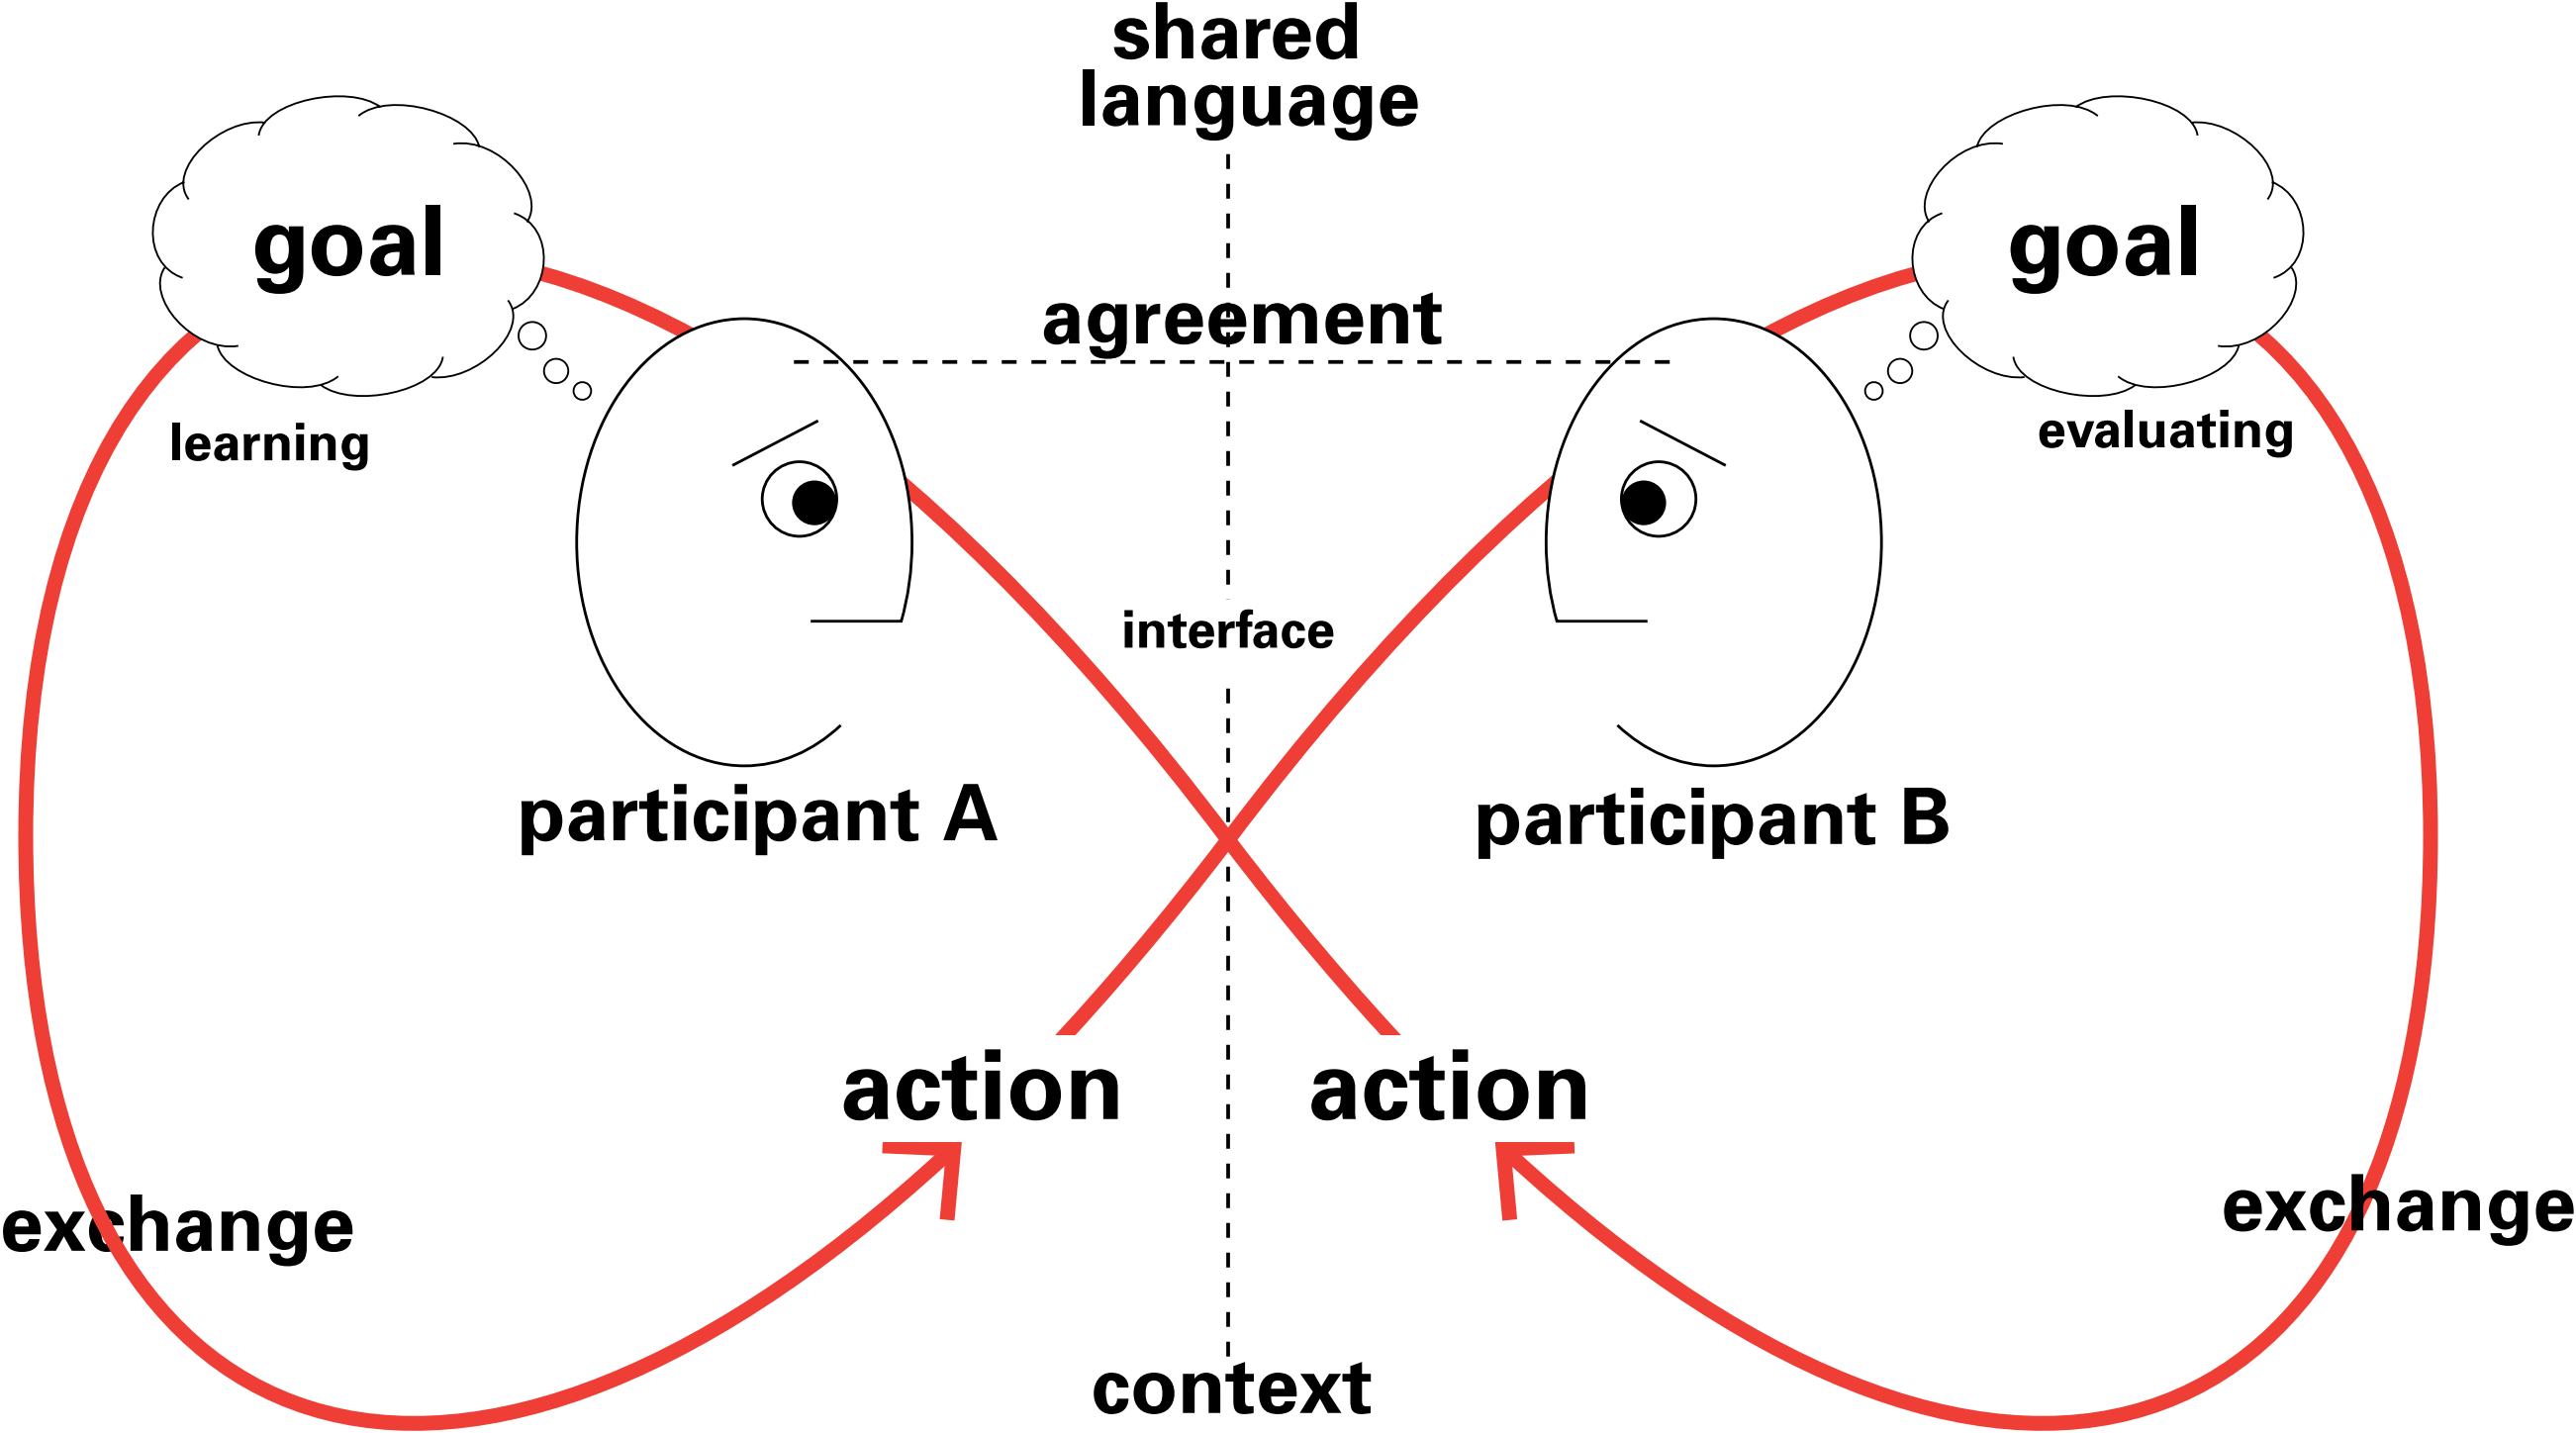 shared
language
goal
goal
agreement
learning
evaluating
interface
participant A
participant B
action
action
exchange
exchange
context